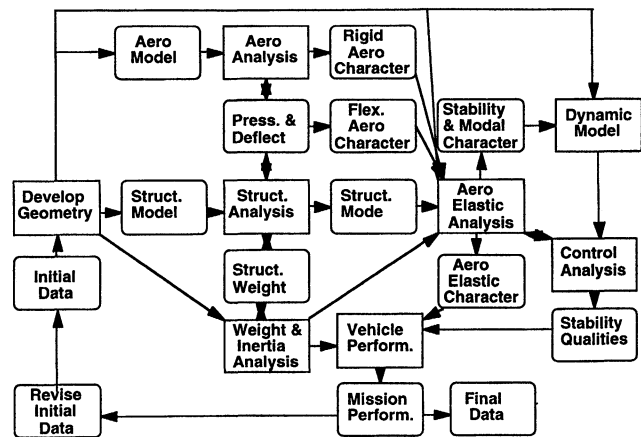 Aero
Model
Aero
Analysis
Rigid
Aero
Character
Press. &
Deflect
Flex.
Aero
Character
Stability
& Modal
Character
Dynamic
Model
Develop
Geometry
Struct.
Model
Struct.
Analysis
Struct.
Mode
Aero
Elastic
Analysis
Initial
Data
Struct.
Weight
Aero
Elastic
Character
Control
Analysis
Weight &
Inertia
Analysis
Vehicle
Perform.
Stability
Qualities
Revise
Initial
Data
Mission
Perform.
Final
Data